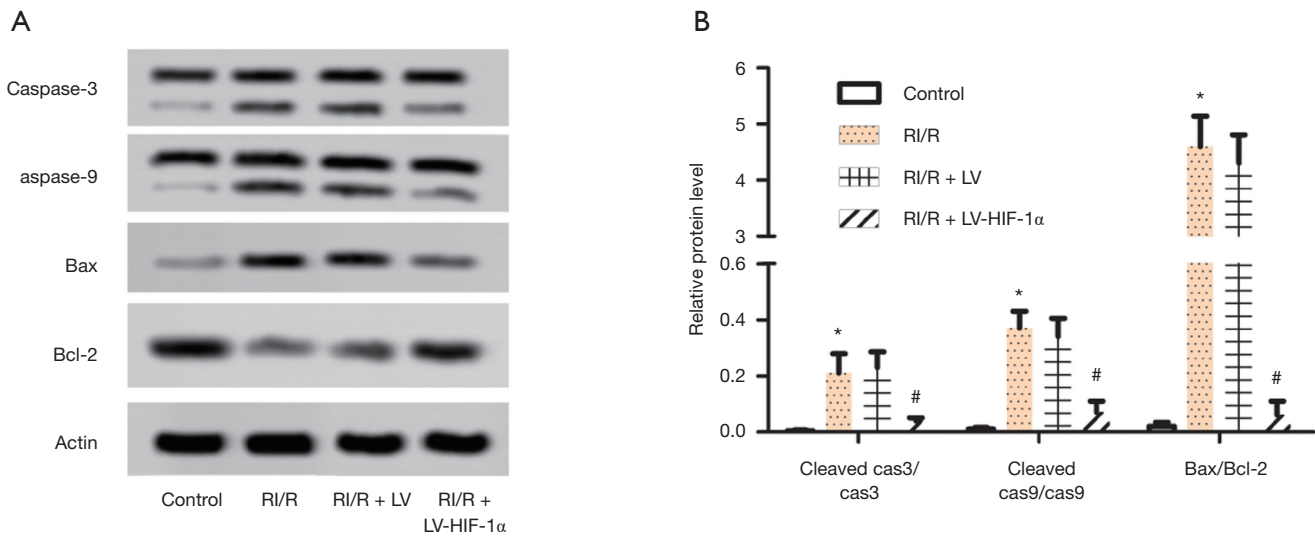 A
Caspase-3
aspase-9
Bax
Bcl-2
Actin
Control
RI/R
RI/R + LV
RI/R +
LV-HIF-1α
B
Relative protein level
6
5
4
3
0.6
0.4
0.2
0.0
Control
RI/R
RI/R + LV
RI/R + LV-HIF-1α
*
#
*
#
*
#
Cleaved cas3/
cas3
Cleaved
cas9/cas9
Bax/Bcl-2